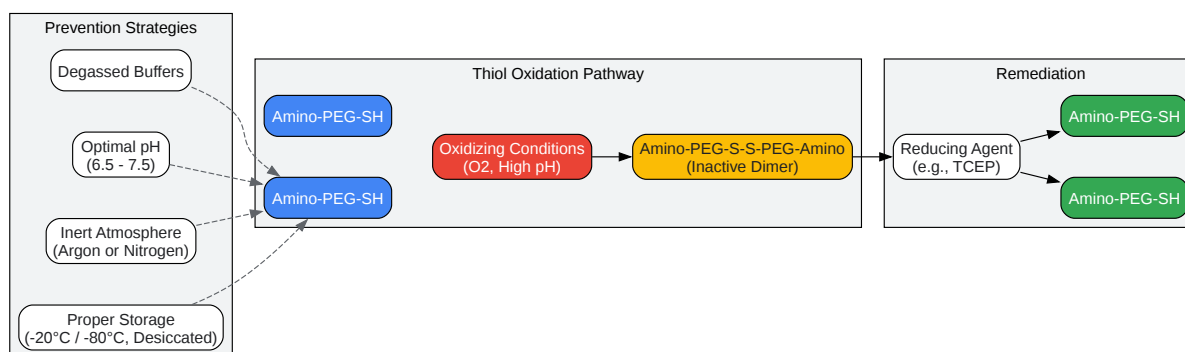 Prevention Strategies
Degassed Buffers
Optimal pH
(6.5 - 7.5)
Inert Atmosphere
(Argon or Nitrogen)
Proper Storage
(-20°C / -80°C, Desiccated)
Thiol Oxidation Pathway
Amino-PEG-SH
Amino-PEG-SH
Oxidizing Conditions
(O2, High pH)
Amino-PEG-S-S-PEG-Amino
(Inactive Dimer)
Remediation
Reducing Agent
(e.g., TCEP)
Amino-PEG-SH
Amino-PEG-SH